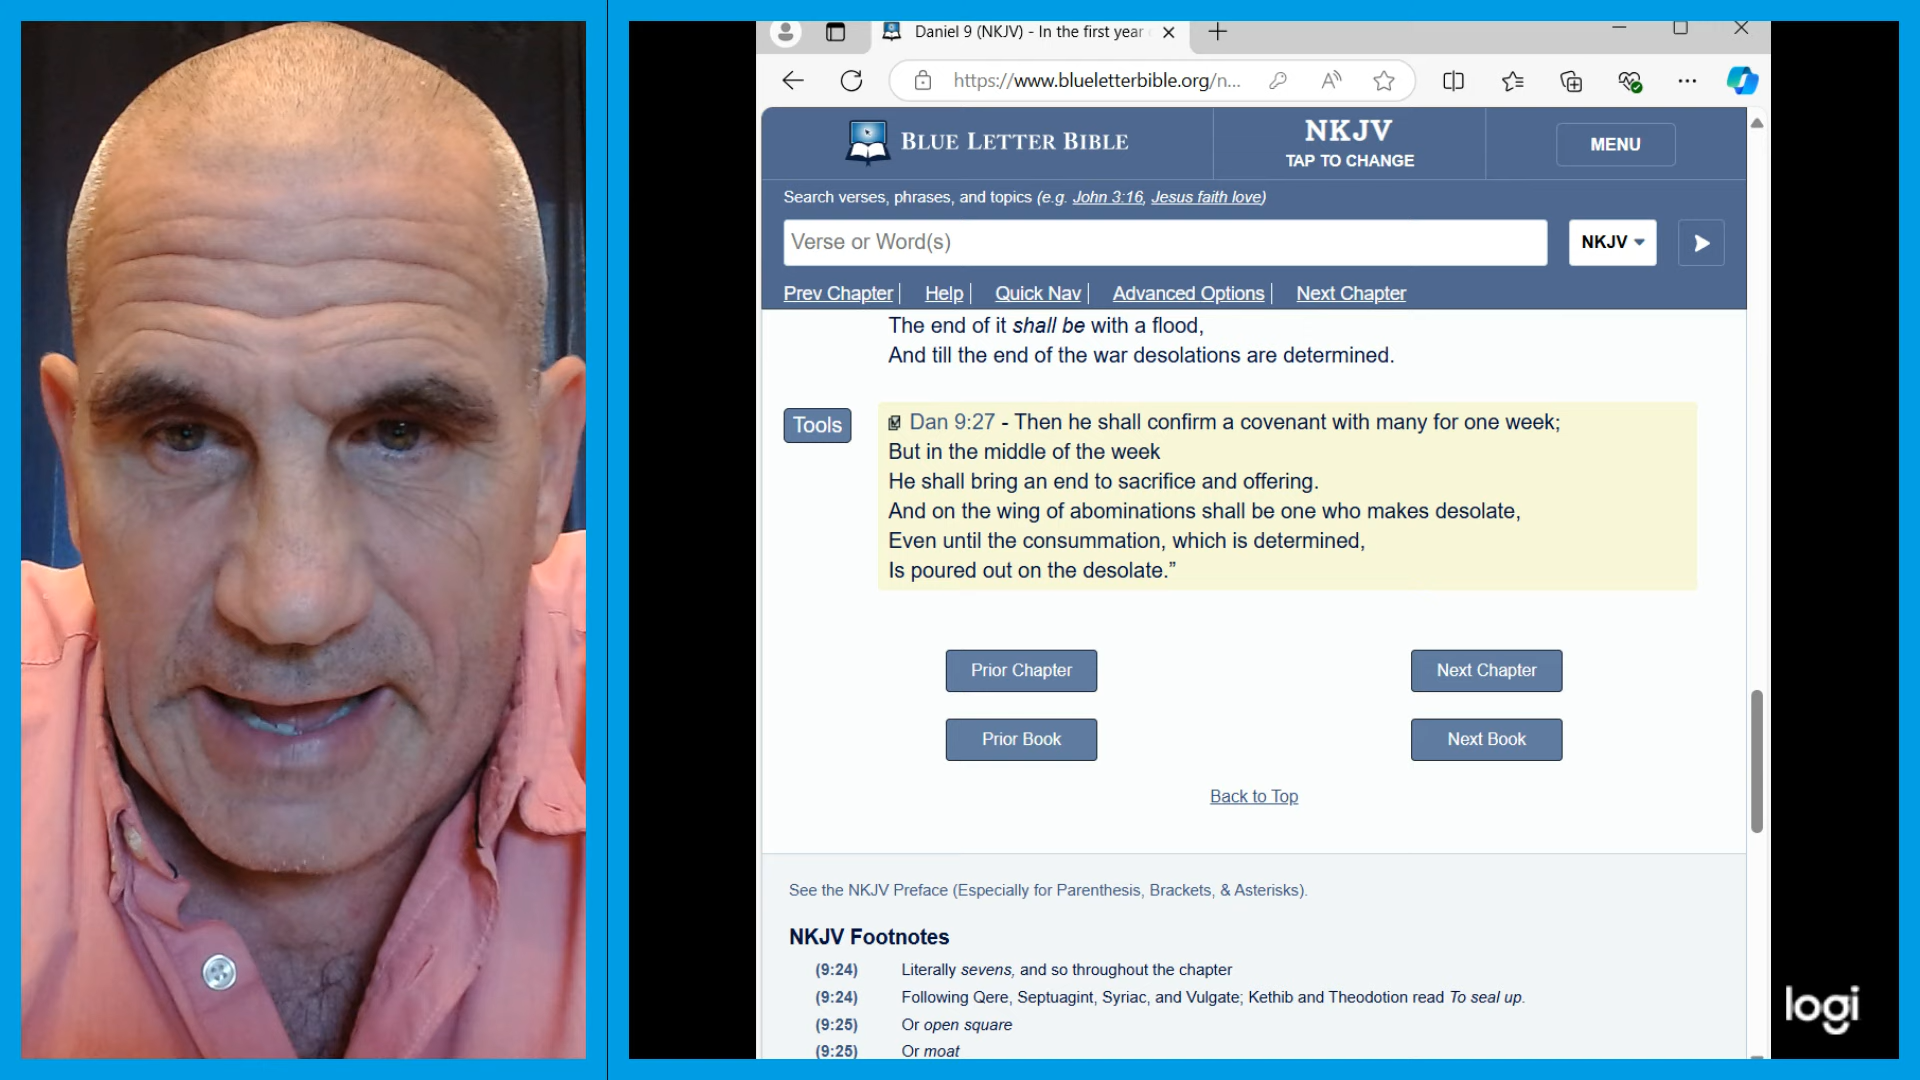 Daniel 9 (NKJV) - In the first year
https://www.blueletterbible.org/n...
BLUE LETTER BIBLE
NKJV
TAP TO CHANGE
MENU
Search verses, phrases, and topics (e.g. John 3:16, Jesus faith love)
Verse or Word(s)
NKJV
Prev Chapter | Help | Quick Nav | Advanced Options | Next Chapter
The end of it shall be with a flood,
And till the end of the war desolations are determined.
Tools
Dan 9:27 - Then he shall confirm a covenant with many for one week;
But in the middle of the week
He shall bring an end to sacrifice and offering.
And on the wing of abominations shall be one who makes desolate,
Even until the consummation, which is determined,
Is poured out on the desolate.”
Prior Chapter
Next Chapter
Prior Book
Next Book
Back to Top
See the NKJV Preface (Especially for Parenthesis, Brackets, & Asterisks).
NKJV Footnotes
(9:24) Literally sevens, and so throughout the chapter
(9:24) Following Qere, Septuagint, Syriac, and Vulgate; Kethib and Theodotion read To seal up.
(9:25) Or open square
(9:25) Or moat
logi